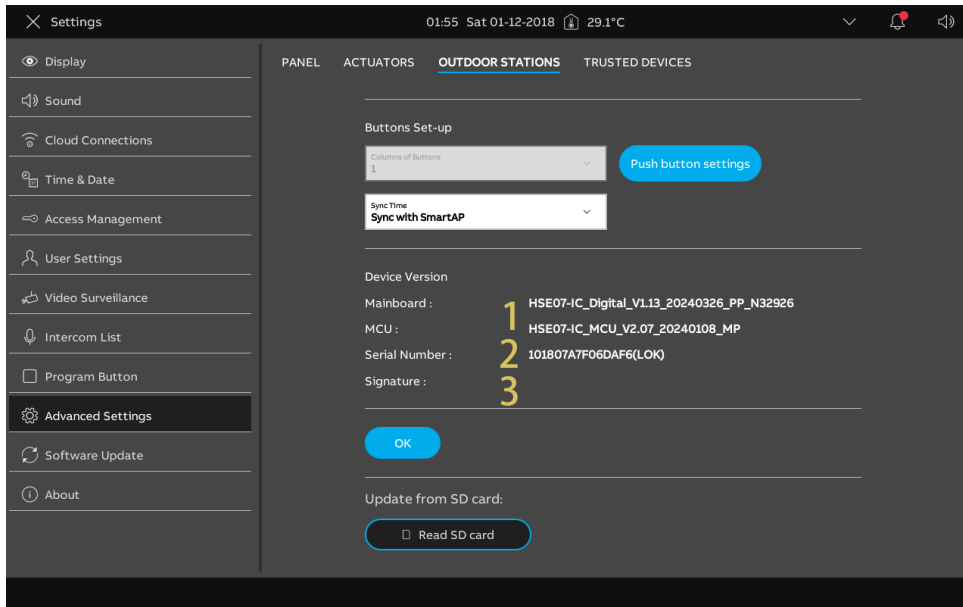 Settings
01:55 Sat 01-12-2018 29.1°C
Display
Sound
Cloud Connections
Time & Date
Access Management
User Settings
Video Surveillance
Intercom List
Program Button
Advanced Settings
Software Update
About
PANEL ACTUATORS OUTDOOR STATIONS TRUSTED DEVICES
Buttons Set-up
Columns of Buttons
1
Push button settings
Sync Time
Sync with SmartAP
Device Version
Mainboard : HSE07-IC_Digital_V1.13_20240326_PP_N32926
1
MCU : HSE07-IC_MCU_V2.07_20240108_MP
Serial Number : 2 101807A7F06DAF6(LOK)
Signature : 3
OK
Update from SD card:
Read SD card